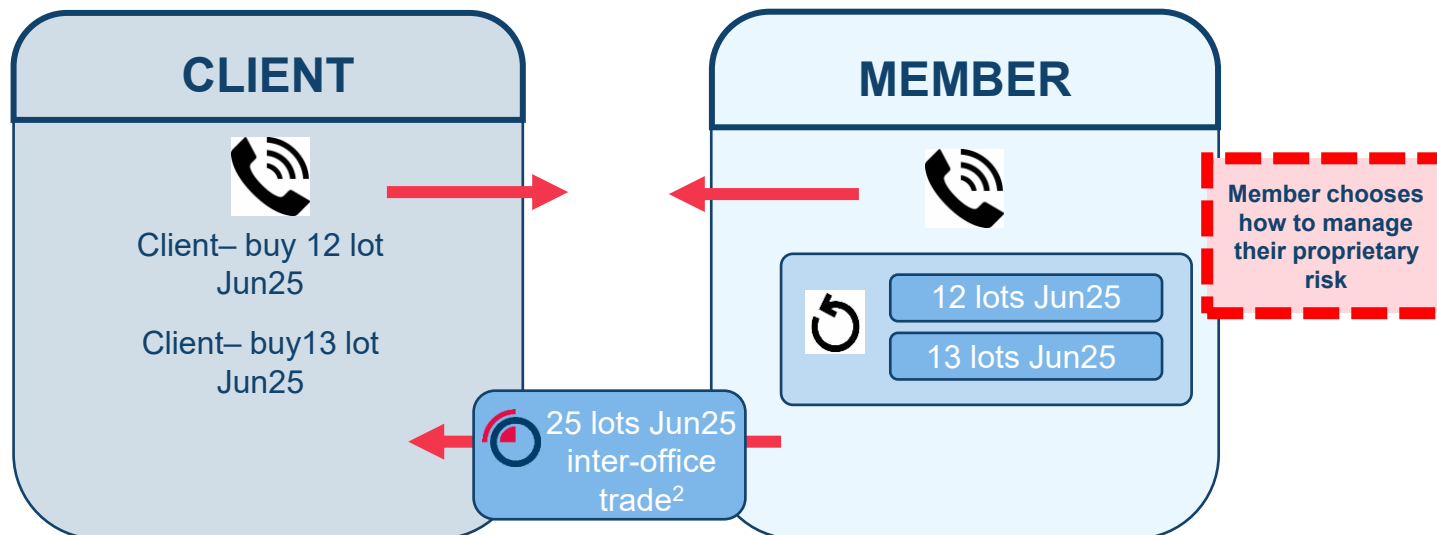 CLIENT
Client– buy 12 lot
Jun25
Client– buy13 lot
Jun25
MEMBER
12 lots Jun25
13 lots Jun25
Member chooses
how to manage
their proprietary
risk
25 lots Jun25
inter-office
trade²